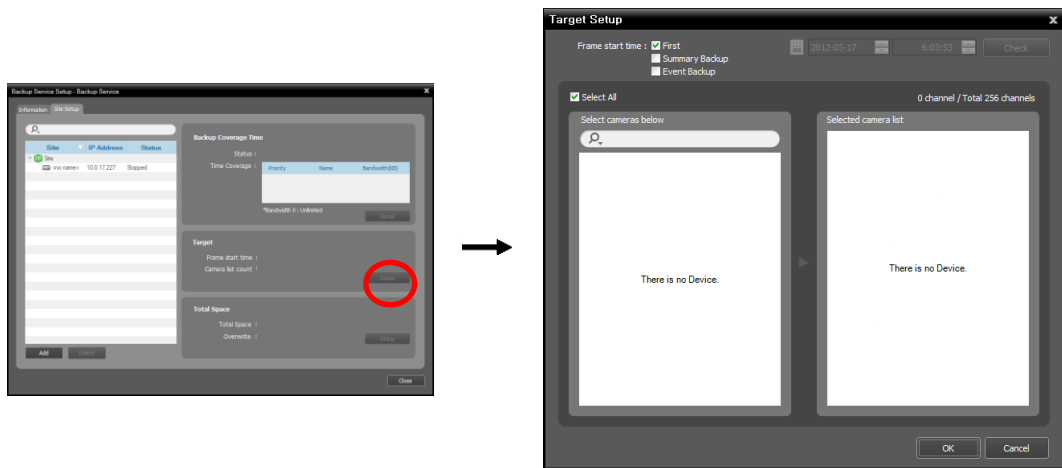 Backup Service Setup - Backup Service
x
Information
Site Setup
Site
IP Address
Status
Site
<no name>
10.0.17.227
Stopped
Add
Delete
Backup Coverage Time
Status :
Time Coverage :
Priority
Name
Bandwidth(KB)
*Bandwidth 0 : Unlimited
Setup
Target
Frame start time :
Camera list count :
Setup
Total Space
Total Space :
Overwrite :
Setup
Close
Target Setup
x
Frame start time :
First
Summary Backup
Event Backup
2012-05-17
6:03:53
Check
Select All
0 channel / Total 256 channels
Select cameras below
There is no Device.
Selected camera list
There is no Device.
OK
Cancel